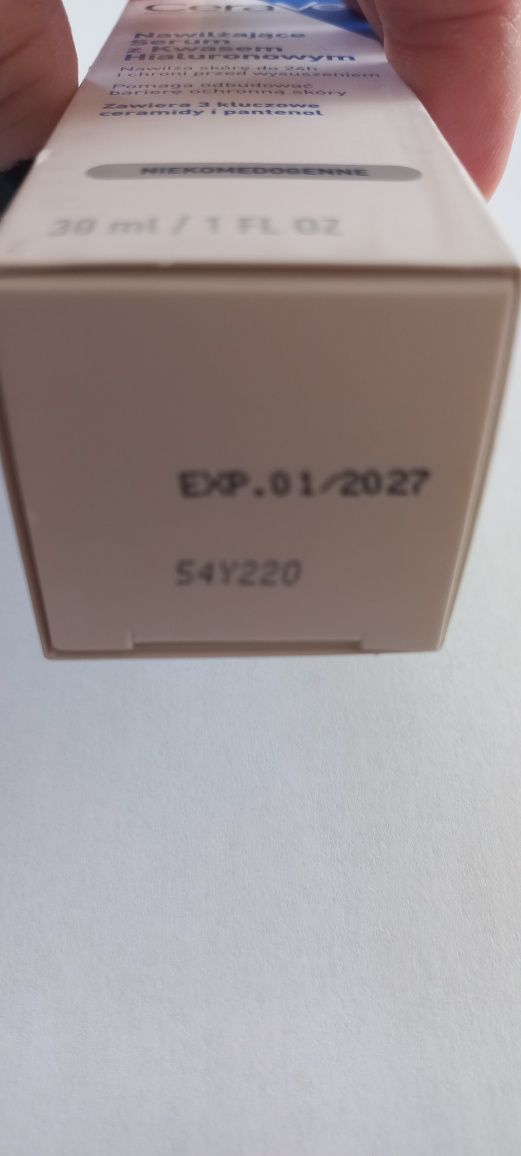 CeraVe
Nawilżające
Serum
z Kwasem
Hialuronowym
Nawilża skórę do 24h
i chroni przed wysuszeniem
Pomaga odbudować
barierę ochronną skóry
Zawiera 3 kluczowe
ceramidy i pantenol
NIEKOMEDOGENNE
30 ml / 1 FL OZ
EXP.01/2027
54Y220